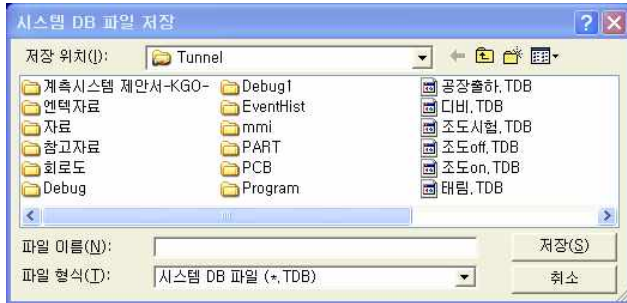 시스템 DB 파일 저장
저장 위치(I): Tunnel
계측시스템 제안서-KGO- Debug1 공장출하,TDB
엔텍자료 EventHist 디비,TDB
자료 mmi 조도시험,TDB
참고자료 PART 조도off,TDB
회로도 PCB 조도on,TDB
Debug Program 태림,TDB
파일 이름(N): 저장(S)
파일 형식(T): 시스템 DB 파일 (*,TDB) 취소